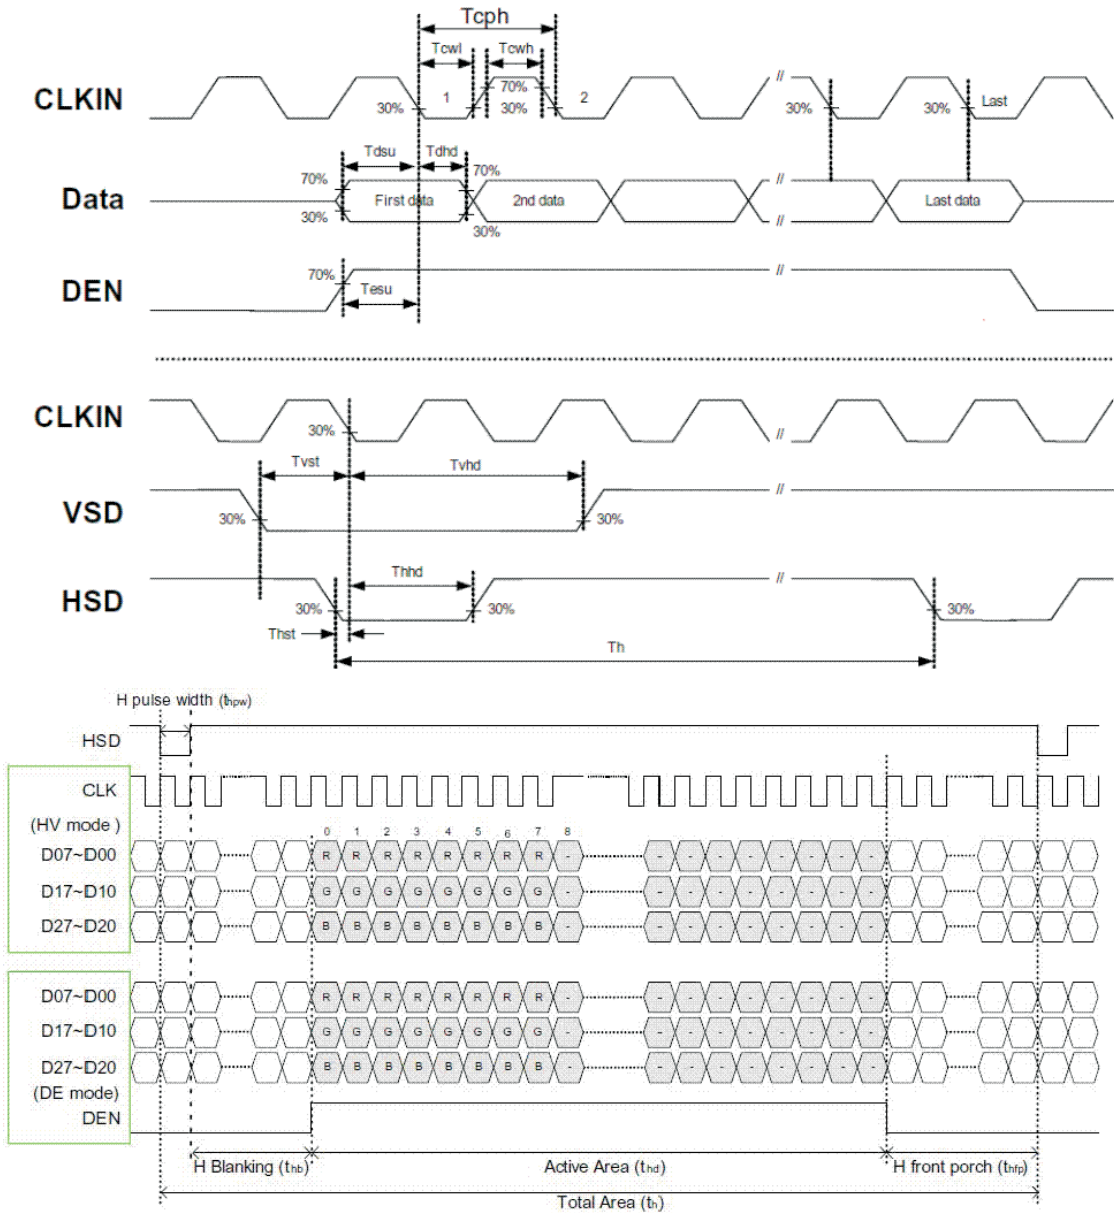 Tcph
Tcwl Tcwh
CLKIN 30% 1 70% 30% 2 // 30% 30% Last
Tdsu Tdhd
70% 70%
Data First data 2nd data // Last data
30% 30%
//
DEN 70% //
Tesu
CLKIN 30% //
Tvst Tvhd
VSD 30% 30% //
Thhd
HSD 30% 30% // 30%
Thst Th
H pulse width (thpw)
HSD
CLK
(HV mode ) 0 1 2 3 4 5 6 7 8
D07~D00 R R R R R R R R - - - - - - - - -
D17~D10 G G G G G G G G - - - - - - - - -
D27~D20 B B B B B B B B - - - - - - - - -
D07~D00 R R R R R R R R - - - - - - - - -
D17~D10 G G G G G G G G - - - - - - - - -
D27~D20 B B B B B B B B - - - - - - - - -
(DE mode)
DEN
H Blanking (thb) Active Area (thd) H front porch (thfp)
Total Area (th)